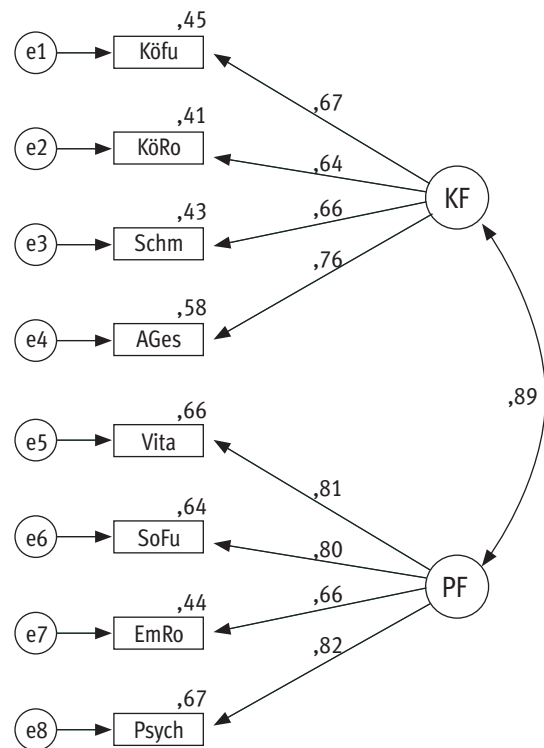 ,45
e1 Köfu
,67
,41
e2 KöRo
,64
KF
,43
e3 Schm
,66
,76
,58
e4 AGes
,89
,66
e5 Vita
,81
,64
e6 SoFu
,80
PF
,44
e7 EmRo
,66
,82
,67
e8 Psych